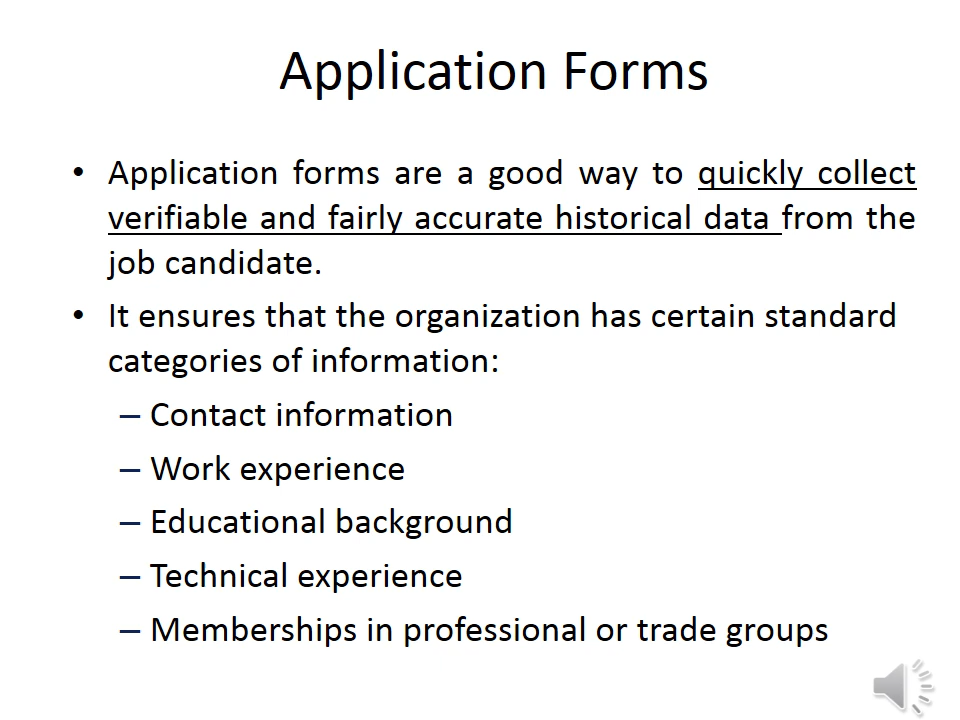 Application Forms
• Application forms are a good way to quickly collect
verifiable and fairly accurate historical data from the
job candidate.
• It ensures that the organization has certain standard
categories of information:
– Contact information
– Work experience
– Educational background
– Technical experience
– Memberships in professional or trade groups